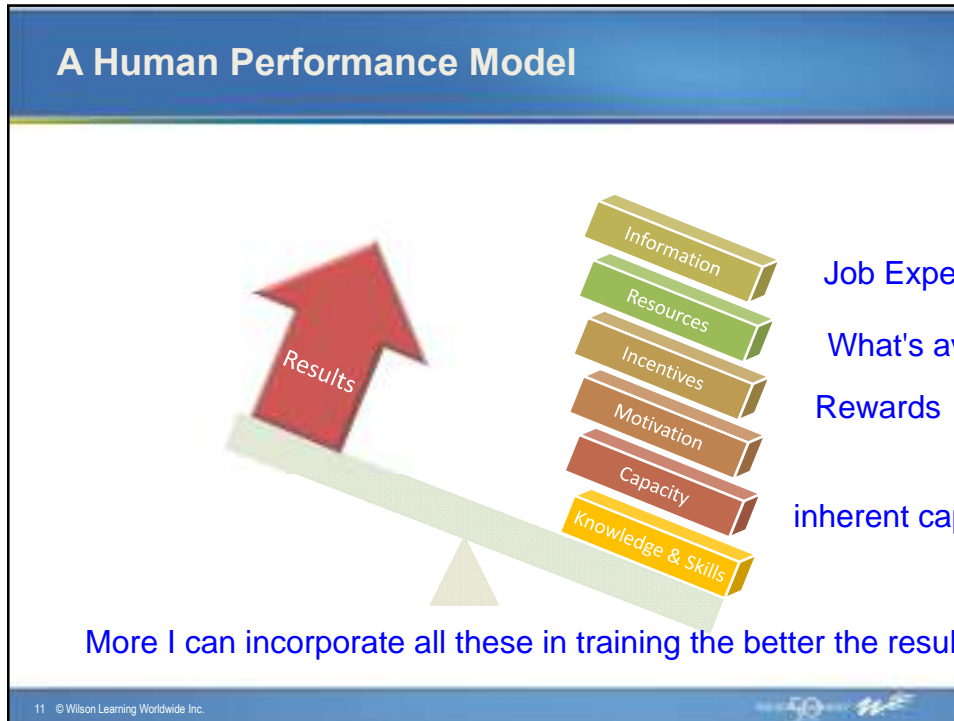 A Human Performance Model
Information
Job Expe
Resources
What's av
Incentives
Rewards
Results
Motivation
Capacity
inherent cap
Knowledge & Skills
More I can incorporate all these in training the better the resul
11 © Wilson Learning Worldwide Inc.